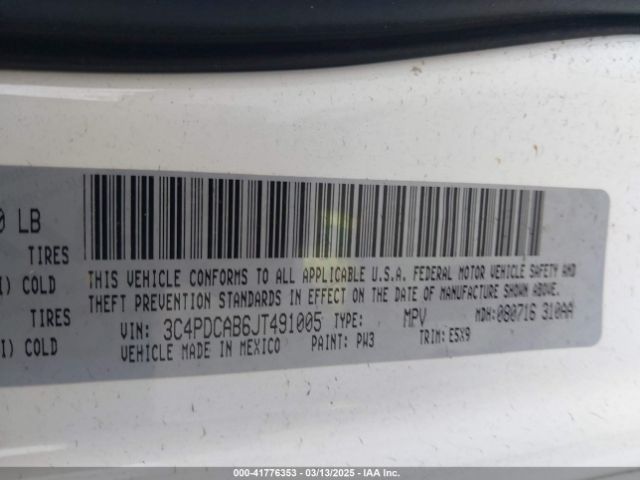 0 LB
TIRES
I) COLD
TIRES
I) COLD
THIS VEHICLE CONFORMS TO ALL APPLICABLE U.S.A. FEDERAL MOTOR VEHICLE SAFETY AND
THEFT PREVENTION STANDARDS IN EFFECT ON THE DATE OF MANUFACTURE SHOWN ABOVE.
VIN: 3C4PDCAB6JT491005 TYPE: MPV MDH:080716 310AA
VEHICLE MADE IN MEXICO PAINT: PW3 TRIM: E5X9
000-41776353 | 03/13/2025 - IAA Inc.